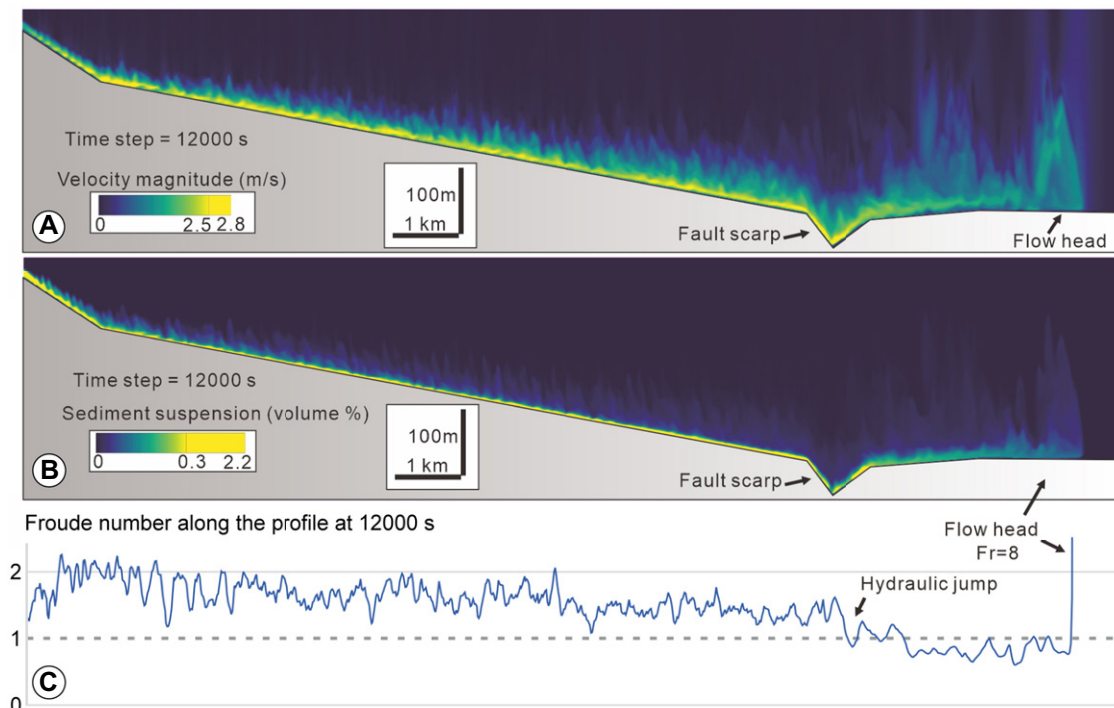 Time step = 12000 s
Velocity magnitude (m/s)
0 2.5 2.8
100m
1 km
A
Fault scarp
Flow head
Time step = 12000 s
Sediment suspension (volume %)
0 0.3 2.2
100m
1 km
B
Fault scarp
Froude number along the profile at 12000 s
Flow head
Fr=8
Hydraulic jump
2
1
0
C